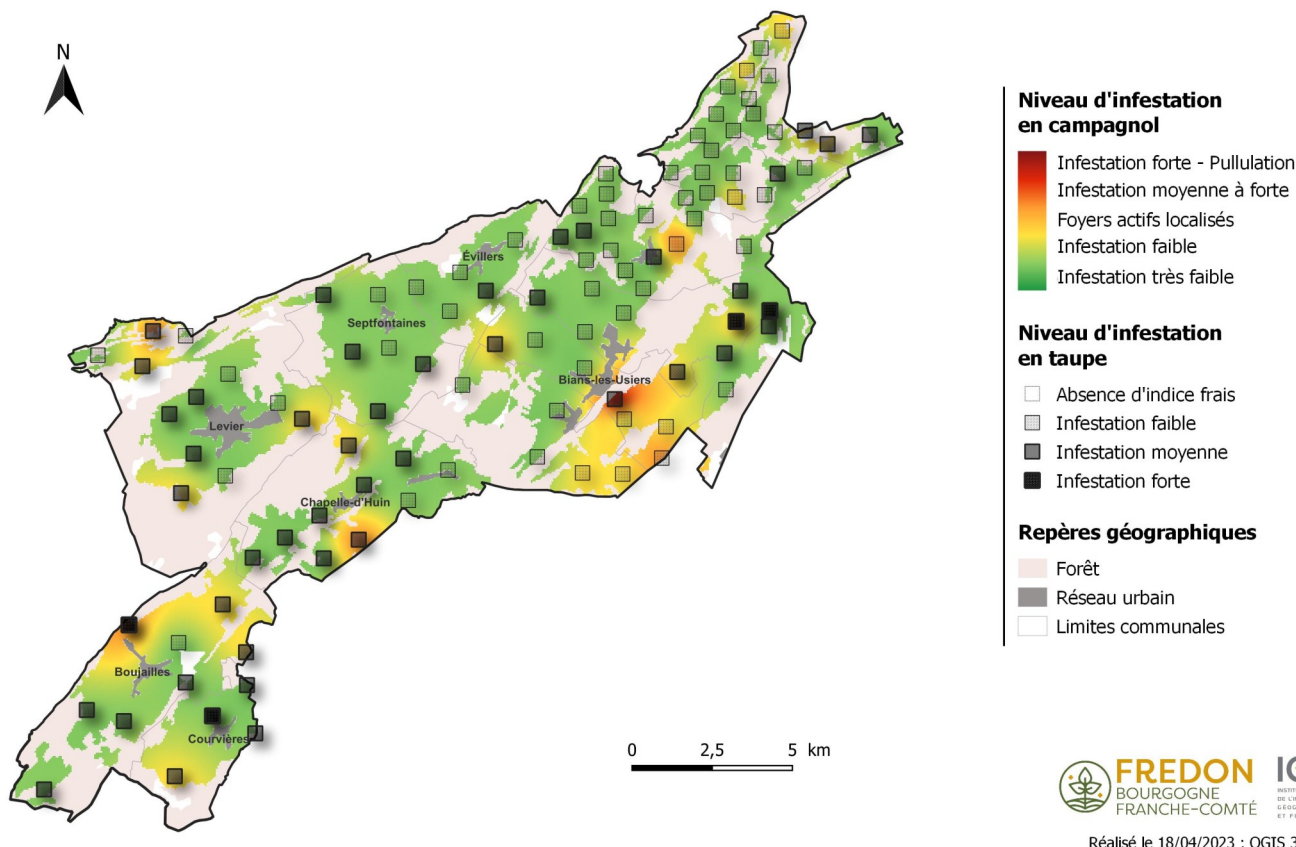 N
Évillers
Septfontaines
Bians-les-Usiers
Levier
Chapelle-d'Huin
Boujailles
Courvières
0 2,5 5 km
Niveau d'infestation
en campagnol
Infestation forte - Pullulation
Infestation moyenne à forte
Foyers actifs localisés
Infestation faible
Infestation très faible
Niveau d'infestation
en taupe
Absence d'indice frais
Infestation faible
Infestation moyenne
Infestation forte
Repères géographiques
Forêt
Réseau urbain
Limites communales
FREDON
BOURGOGNE
FRANCHE-COMTÉ
Réalisé le 18/04/2023 : QGIS 3